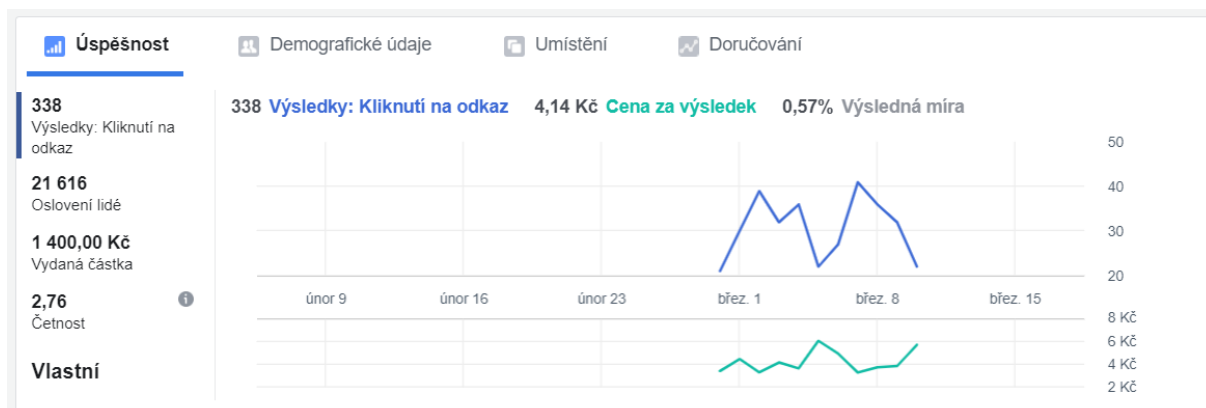 Úspěšnost Demografické údaje Umístění Doručování
338
Výsledky: Kliknutí na
odkaz
21 616
Oslovení lidé
1 400,00 Kč
Vydaná částka
2,76
Četnost
Vlastní
338 Výsledky: Kliknutí na odkaz 4,14 Kč Cena za výsledek 0,57% Výsledná míra
50
40
30
20
únor 9 únor 16 únor 23 břez. 1 břez. 8 břez. 15
8 Kč
6 Kč
4 Kč
2 Kč